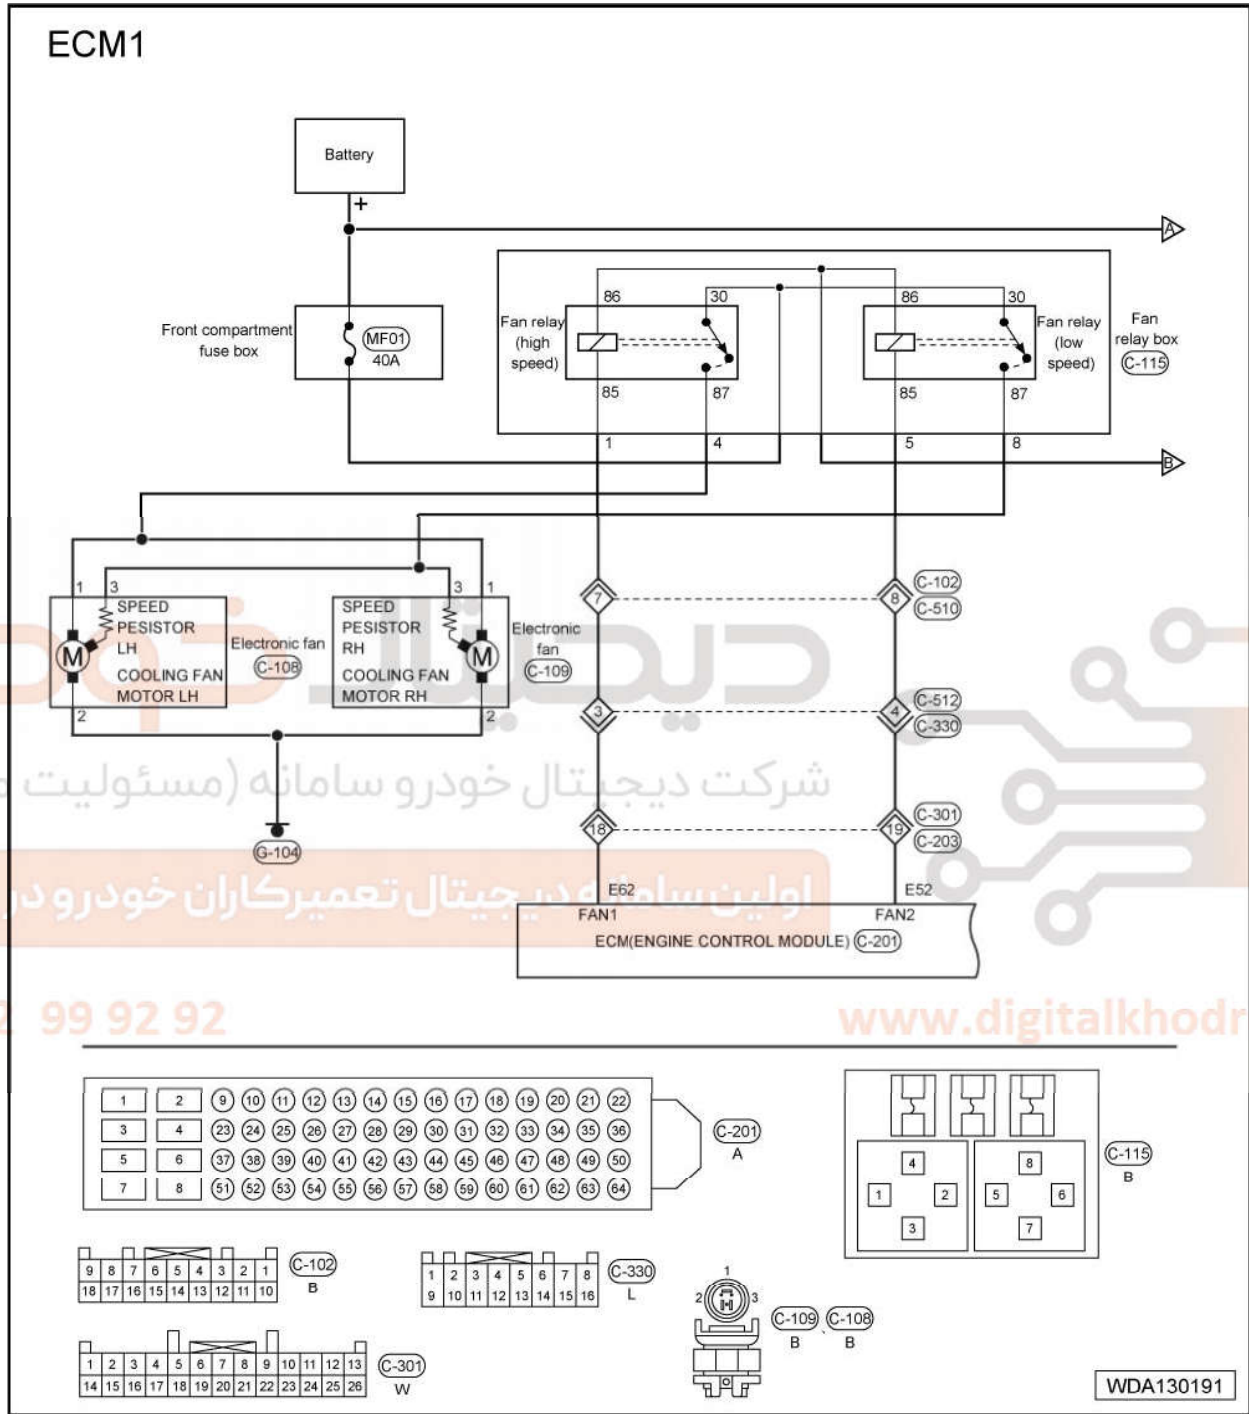 ECM1
Battery
+
A
86
30
86
30
Front compartment
fuse box
MF01
40A
Fan relay
(high
speed)
Fan relay
(low
speed)
Fan
relay box
C-115
85
87
85
87
1
4
5
8
B
1
3
3
1
7
8
C-102
C-510
SPEED
PESISTOR
LH
COOLING FAN
MOTOR LH
M
Electronic fan
C-108
SPEED
PESISTOR
RH
COOLING FAN
MOTOR RH
M
Electronic
fan
C-109
2
2
3
4
C-512
C-330
دیجیتال خودرو
شرکت دیجیتال خودرو سامانه (مسئولیت
18
19
C-301
C-203
G-104
اولین سامانه دیجیتال تعمیرکاران خودرو در
E62
E52
FAN1
FAN2
ECM(ENGINE CONTROL MODULE)
C-201
2 99 92 92
www.digitalkhodr
1 2 9 10 11 12 13 14 15 16 17 18 19 20 21 22
3 4 23 24 25 26 27 28 29 30 31 32 33 34 35 36
5 6 37 38 39 40 41 42 43 44 45 46 47 48 49 50
7 8 51 52 53 54 55 56 57 58 59 60 61 62 63 64
C-201
A
4
1 2
3
8
5 6
7
C-115
B
9 8 7 6 5 4 3 2 1
18 17 16 15 14 13 12 11 10
C-102
B
1 2 3 4 5 6 7 8
9 10 11 12 13 14 15 16
C-330
L
1
2 3
C-109 、 C-108
B B
1 2 3 4 5 6 7 8 9 10 11 12 13
14 15 16 17 18 19 20 21 22 23 24 25 26
C-301
W
WDA130191